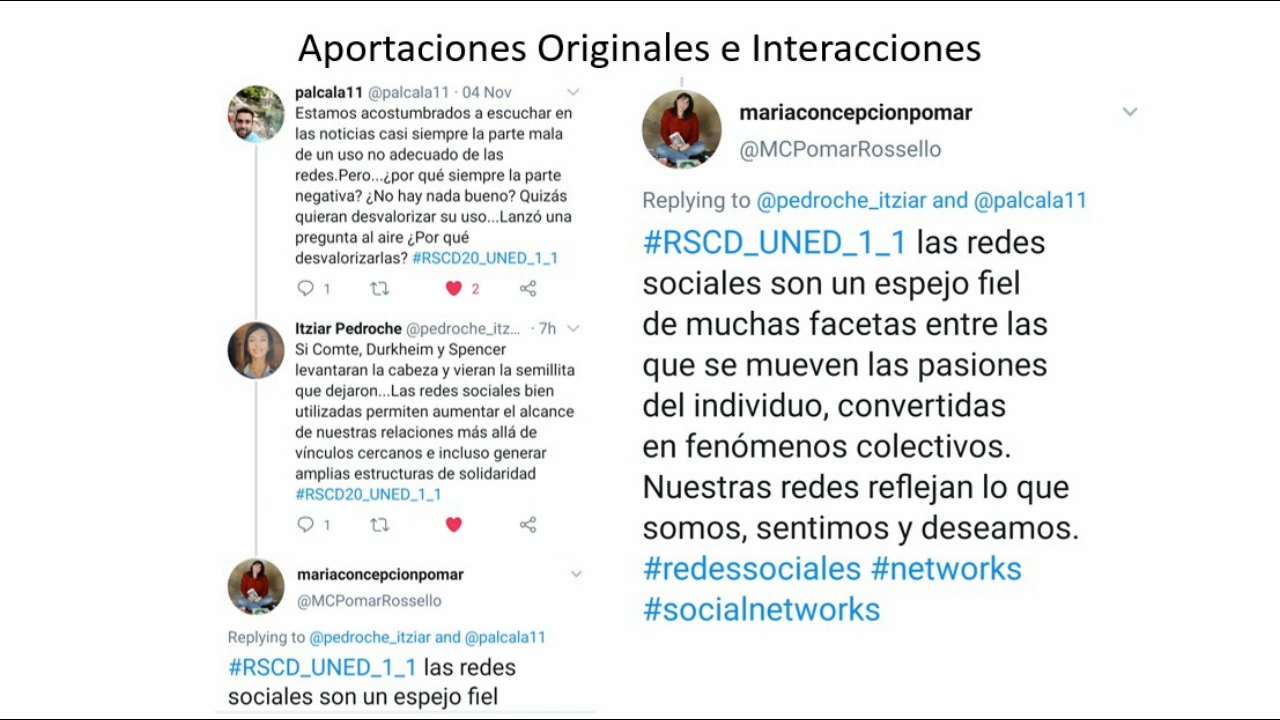 Aportaciones Originales e Interacciones
palcala11 @palcala11 · 04 Nov
Estamos acostumbrados a escuchar en
las noticias casi siempre la parte mala
de un uso no adecuado de las
redes.Pero...¿por qué siempre la parte
negativa? ¿No hay nada bueno? Quizás
quieran desvalorizar su uso...Lanzó una
pregunta al aire ¿Por qué
desvalorizarlas? #RSCD20_UNED_1_1
1 2
Itziar Pedroche @pedroche_itz... · 7h
Si Comte, Durkheim y Spencer
levantaran la cabeza y vieran la semillita
que dejaron...Las redes sociales bien
utilizadas permiten aumentar el alcance
de nuestras relaciones más allá de
vínculos cercanos e incluso generar
amplias estructuras de solidaridad
#RSCD20_UNED_1_1
1
mariaconcepcionpomar
@MCPomarRossello
Replying to @pedroche_itziar and @palcala11
#RSCD_UNED_1_1 las redes
sociales son un espejo fiel
mariaconcepcionpomar
@MCPomarRossello
Replying to @pedroche_itziar and @palcala11
#RSCD_UNED_1_1 las redes
sociales son un espejo fiel
de muchas facetas entre las
que se mueven las pasiones
del individuo, convertidas
en fenómenos colectivos.
Nuestras redes reflejan lo que
somos, sentimos y deseamos.
#redessociales #networks
#socialnetworks